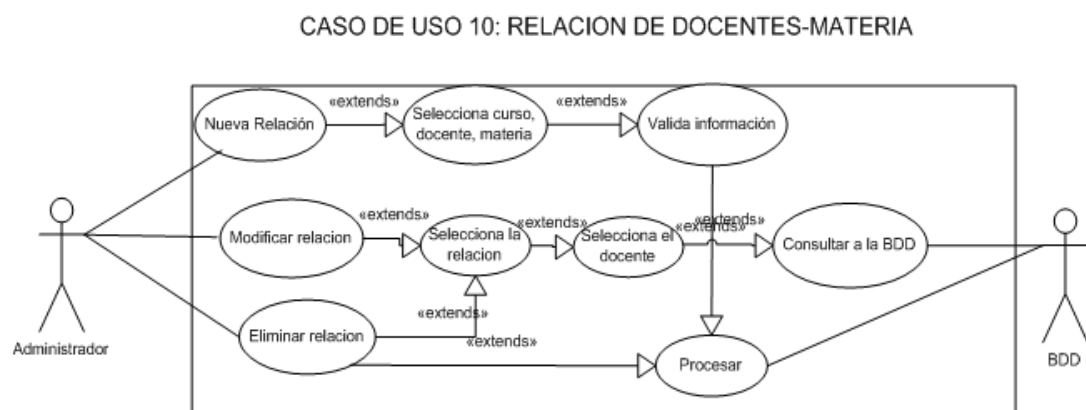 CASO DE USO 10: RELACION DE DOCENTES-MATERIA
«extends»
«extends»
Nueva Relación
Selecciona curso,
docente, materia
Valida información
«extends»
«extends»
«extends»
«extends»
Modificar relacion
Selecciona la
relacion
Selecciona el
docente
Consultar a la BDD
«extends»
«extends»
Eliminar relacion
Procesar
Administrador
BDD